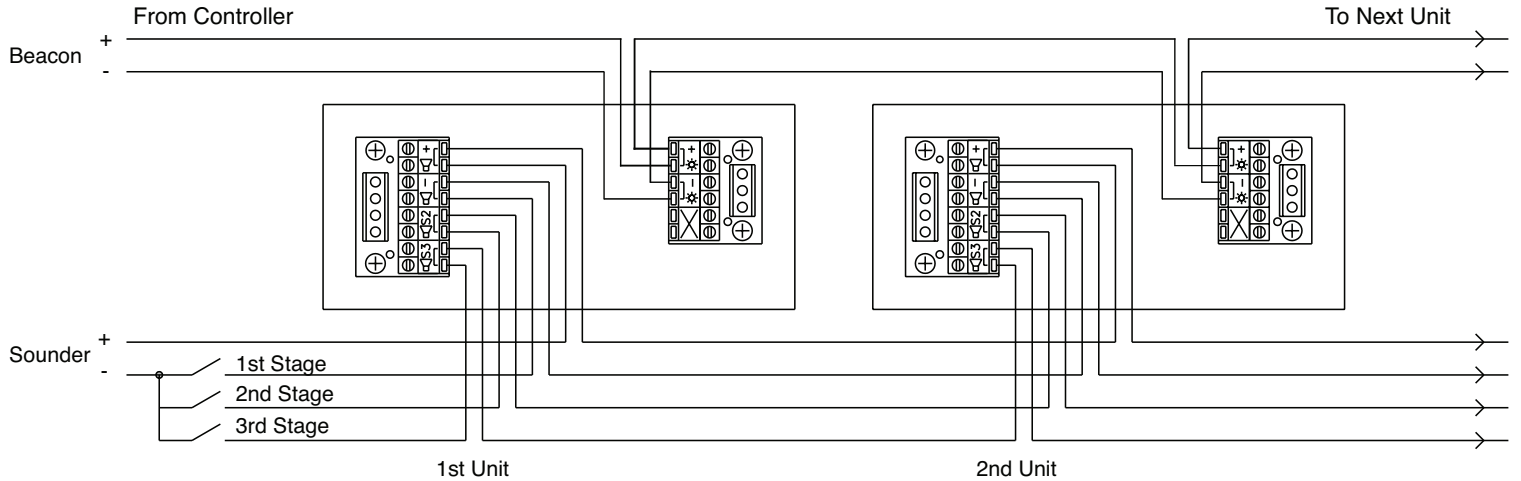 From Controller
To Next Unit
Beacon
+
-
+
-
S2
S3
+
-
+
-
S2
S3
+
-
Sounder
+
-
1st Stage
2nd Stage
3rd Stage
1st Unit
2nd Unit